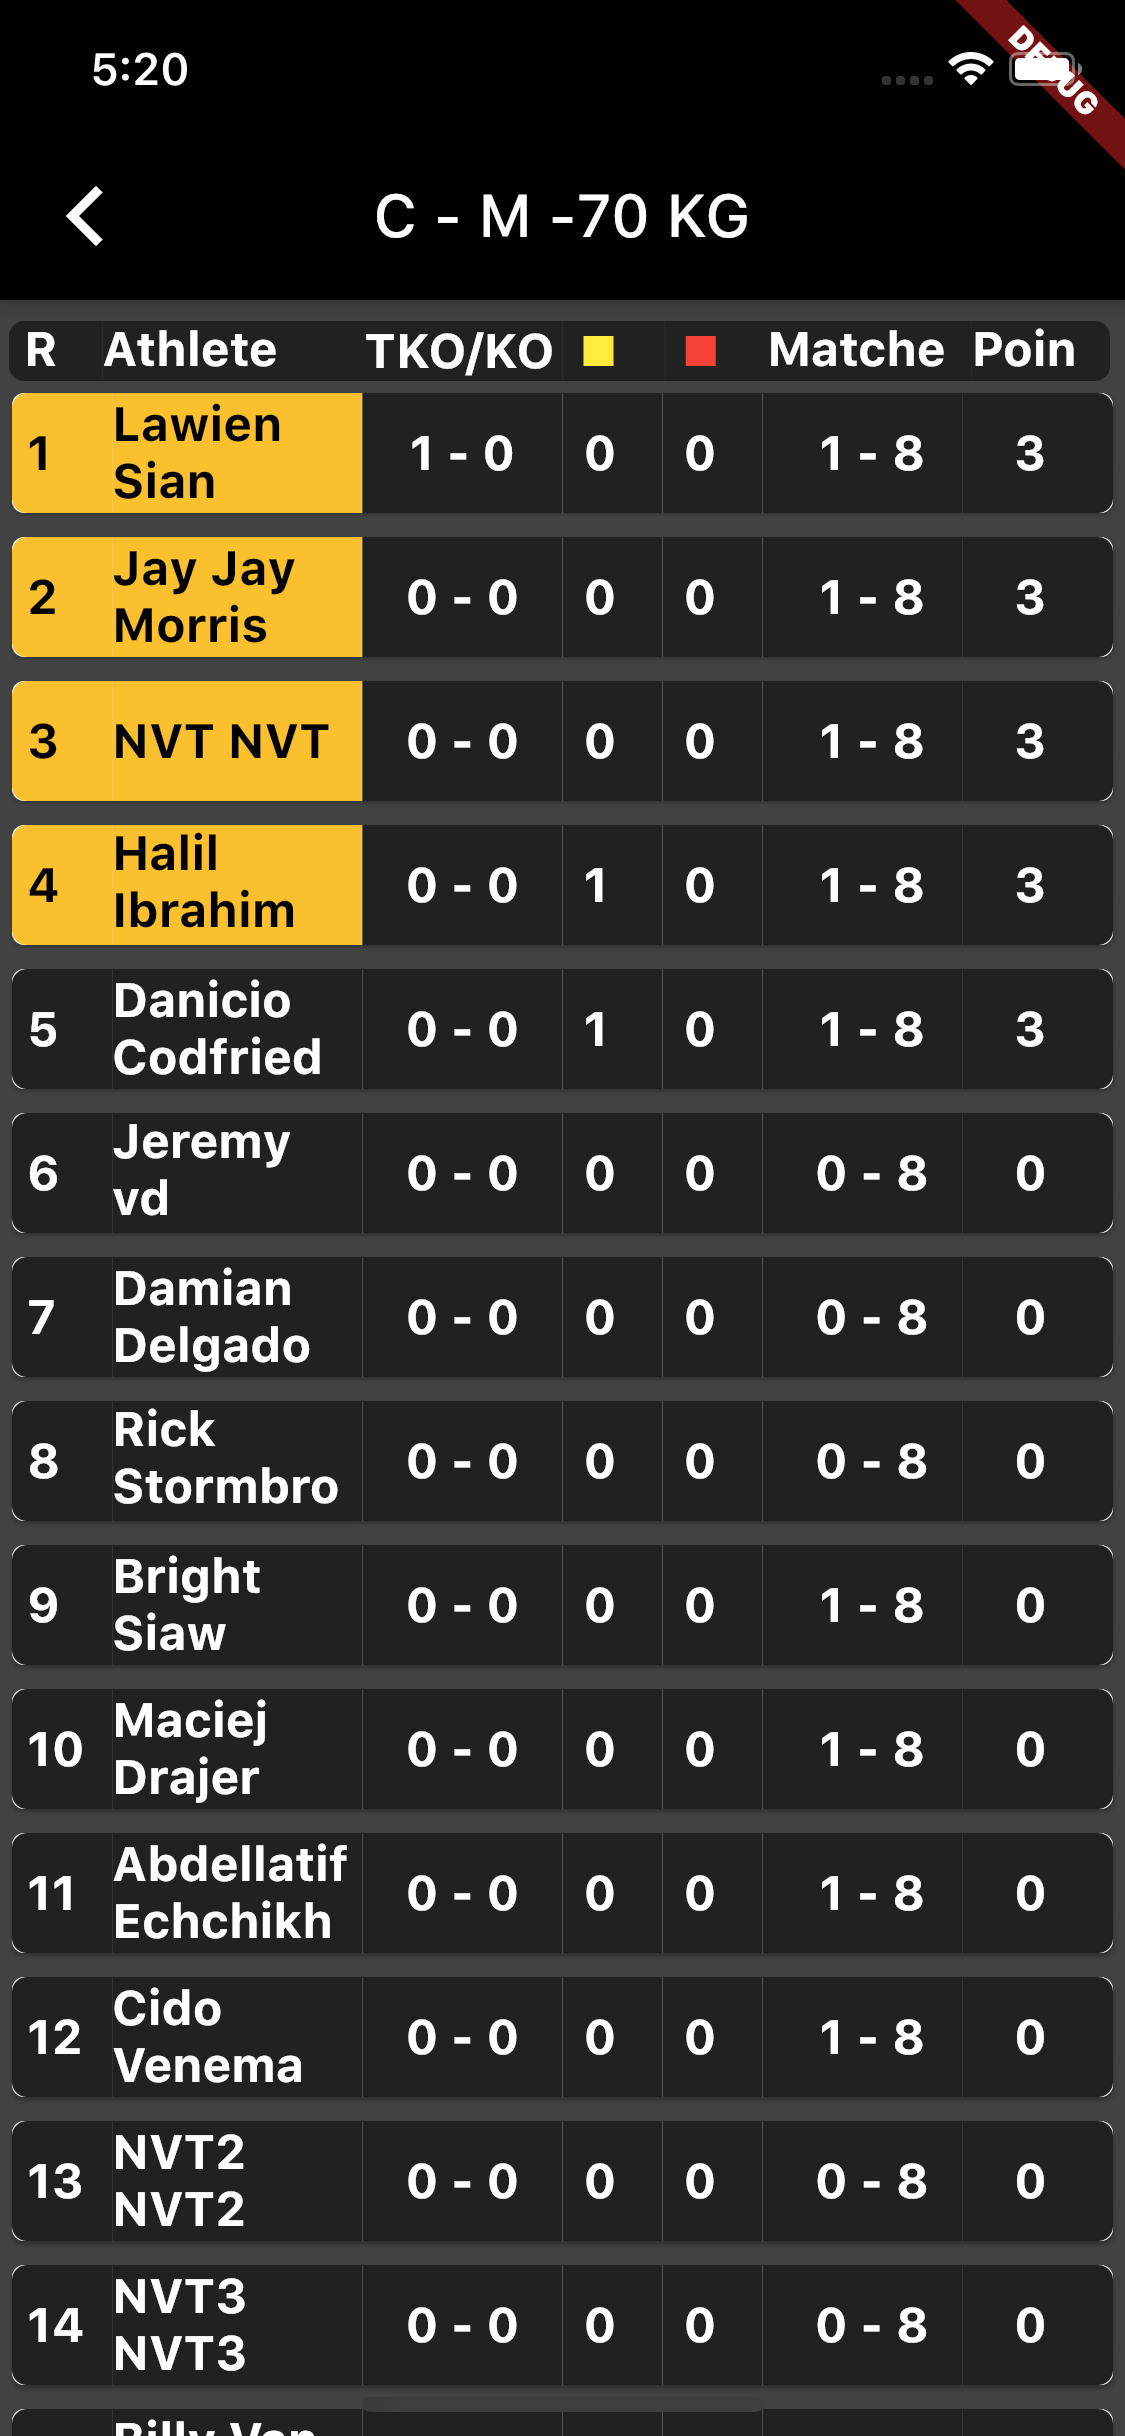 5:20
DEBUG
C - M -70 KG
R Athlete TKO/KO Matche Poin
1 Lawien Sian 1 - 0 0 0 1 - 8 3
2 Jay Jay Morris 0 - 0 0 0 1 - 8 3
3 NVT NVT 0 - 0 0 0 1 - 8 3
4 Halil Ibrahim 0 - 0 1 0 1 - 8 3
5 Danicio Codfried 0 - 0 1 0 1 - 8 3
6 Jeremy vd 0 - 0 0 0 0 - 8 0
7 Damian Delgado 0 - 0 0 0 0 - 8 0
8 Rick Stormbro 0 - 0 0 0 0 - 8 0
9 Bright Siaw 0 - 0 0 0 1 - 8 0
10 Maciej Drajer 0 - 0 0 0 1 - 8 0
11 Abdellatif Echchikh 0 - 0 0 0 1 - 8 0
12 Cido Venema 0 - 0 0 0 1 - 8 0
13 NVT2 NVT2 0 - 0 0 0 0 - 8 0
14 NVT3 NVT3 0 - 0 0 0 0 - 8 0
Billy Van